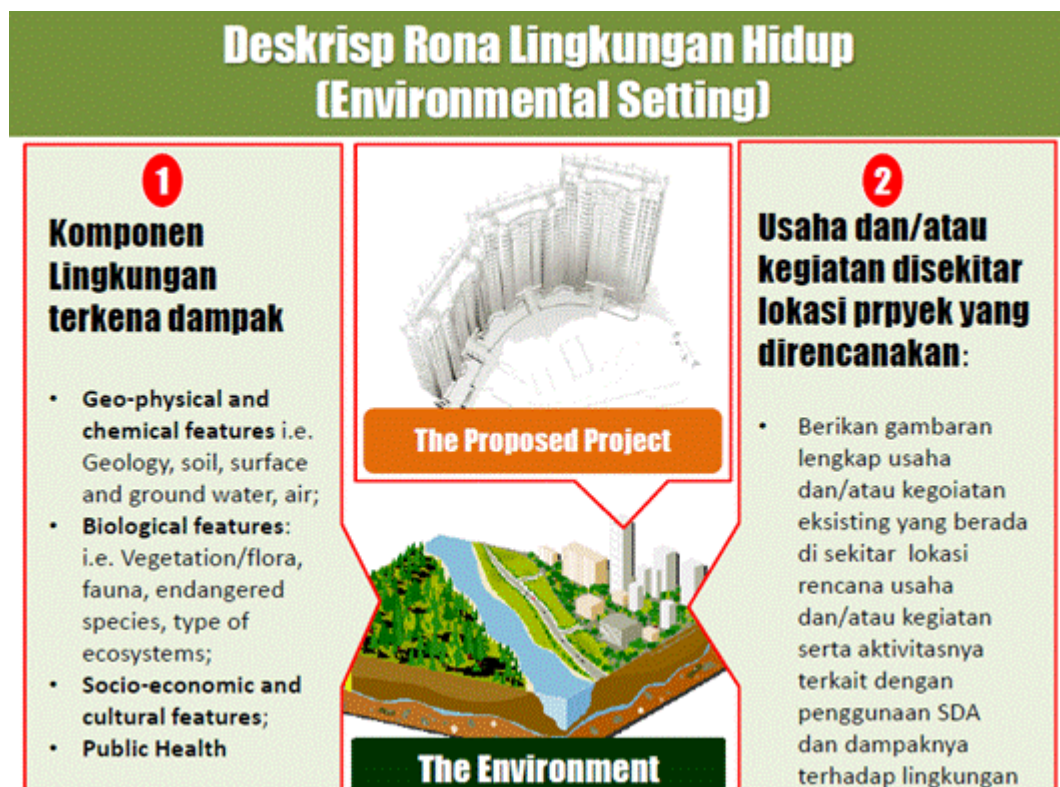 Deskrisp Rona Lingkungan Hidup
(Environmental Setting)
1
Komponen
Lingkungan
terkena dampak
• Geo-physical and
chemical features i.e.
Geology, soil, surface
and ground water, air;
• Biological features:
i.e. Vegetation/flora,
fauna, endangered
species, type of
ecosystems;
• Socio-economic and
cultural features;
• Public Health
The Proposed Project
The Environment
2
Usaha dan/atau
kegiatan disekitar
lokasi prpyek yang
direncanakan:
• Berikan gambaran
lengkap usaha
dan/atau kegoiatan
eksisting yang berada
di sekitar lokasi
rencana usaha
dan/atau kegiatan
serta aktivitasnya
terkait dengan
penggunaan SDA
dan dampaknya
terhadap lingkungan